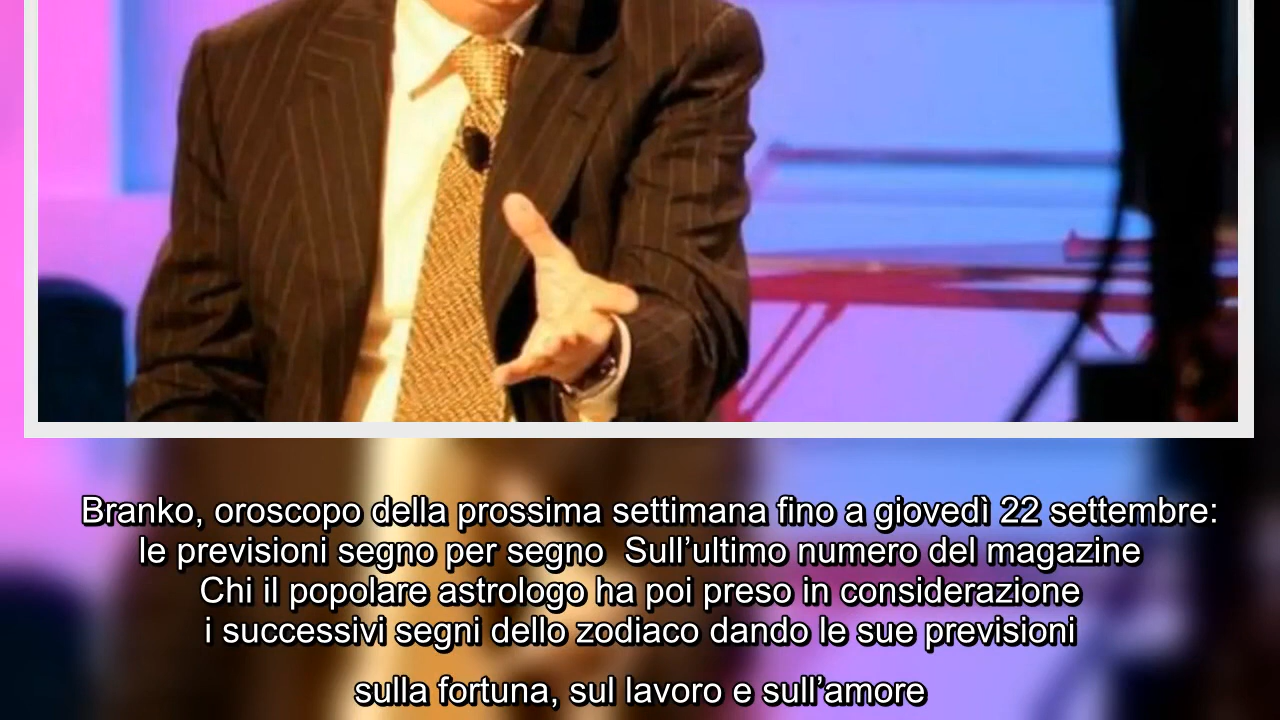 Branko, oroscopo della prossima settimana fino a giovedì 22 settembre:
le previsioni segno per segno  Sull’ultimo numero del magazine
Chi il popolare astrologo ha poi preso in considerazione
i successivi segni dello zodiaco dando le sue previsioni
sulla fortuna, sul lavoro e sull’amore